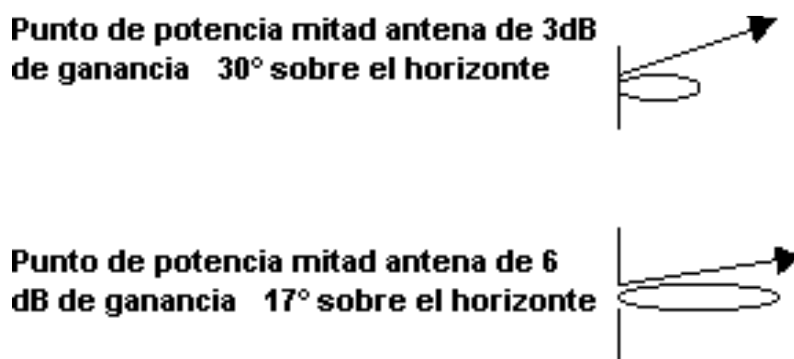 Punto de potencia mitad antena de 3dB
de ganancia 30° sobre el horizonte
Punto de potencia mitad antena de 6
dB de ganancia 17° sobre el horizonte